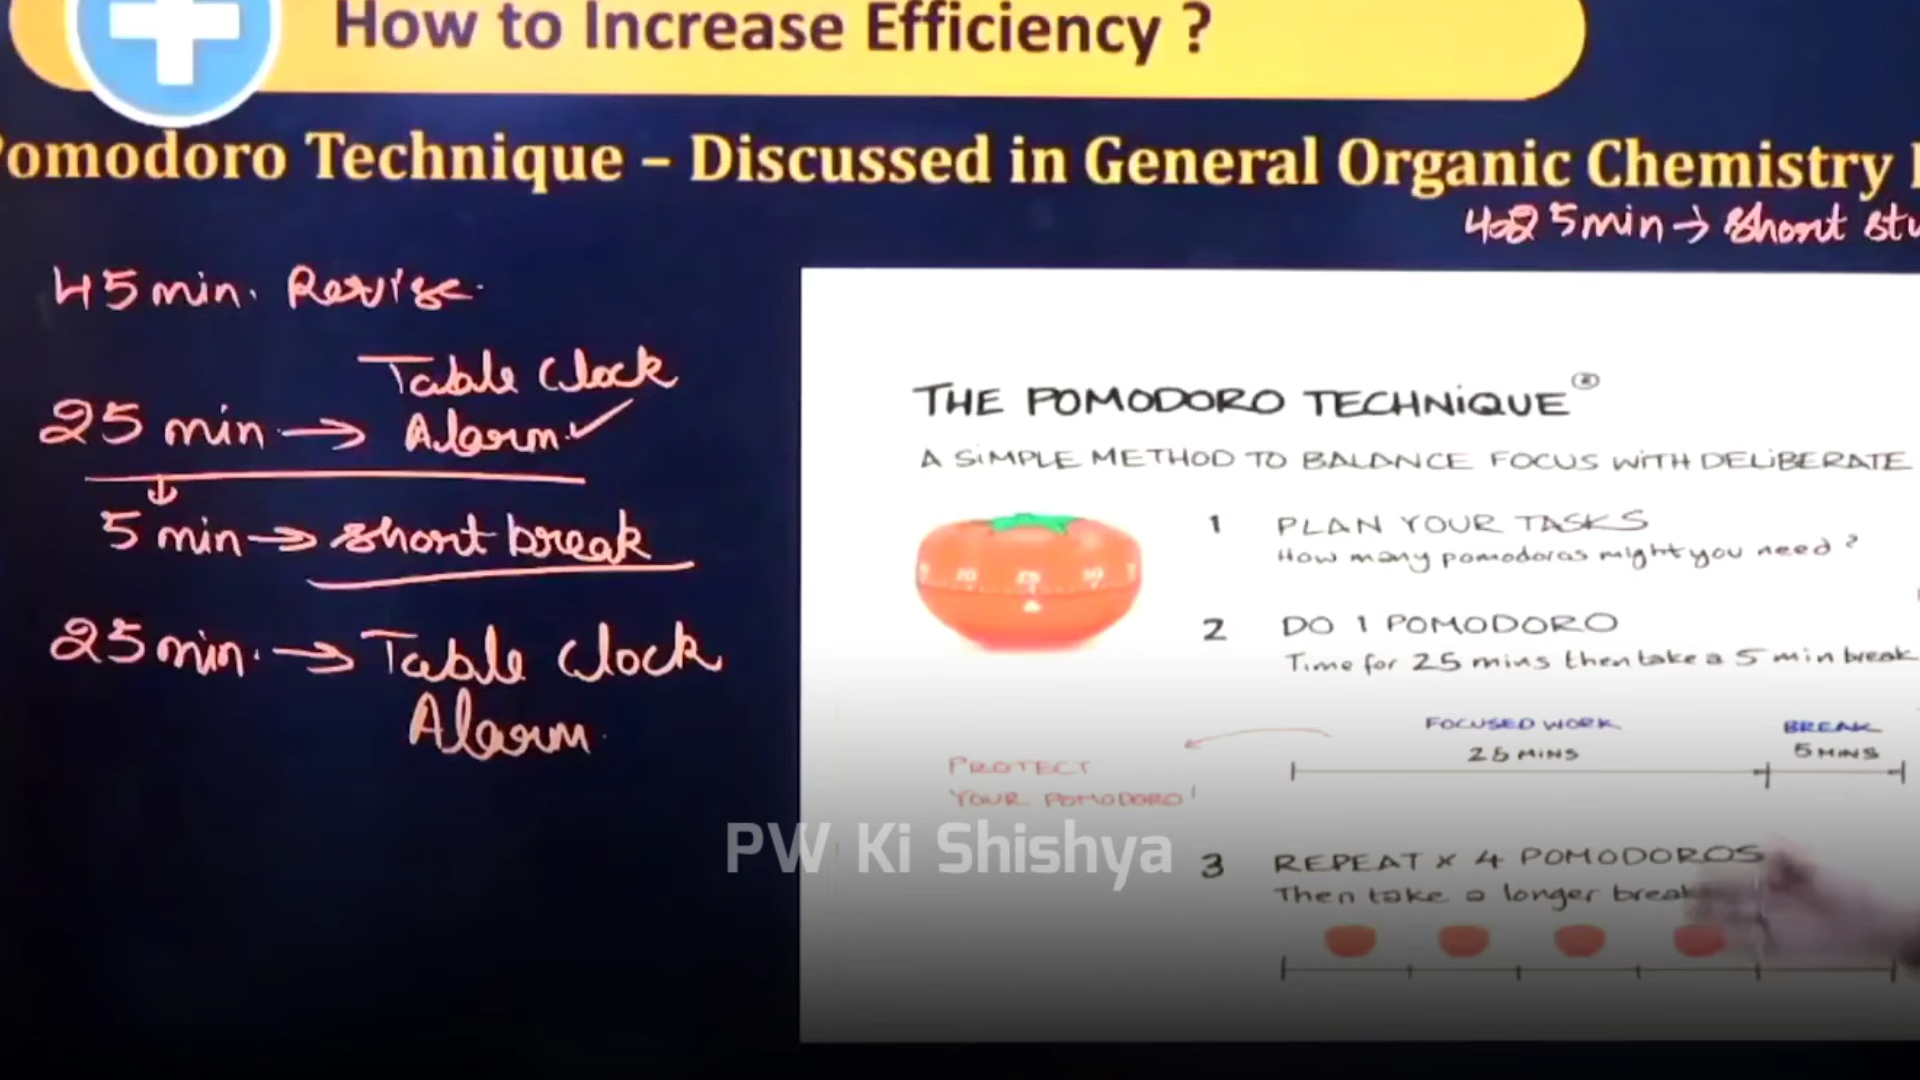 How to Increase Efficiency ?
Pomodoro Technique – Discussed in General Organic Chemistry
5 min → short
45 min. Revise
Table Clock
25 min → Alarm ✓
5 min → short break
25 min. → Table Clock
Alarm
THE POMODORO TECHNIQUE®
A SIMPLE METHOD TO BALANCE FOCUS WITH DELIBERATE
1 PLAN YOUR TASKS
How many pomodoros might you need?
2 DO 1 POMODORO
Time for 25 mins then take a 5 min break
FOCUSED WORK BREAK
25 MINS 5 MINS
PROTECT
YOUR POMODORO!
PW Ki Shishya
3 REPEAT x 4 POMODOROS
Then take a longer break